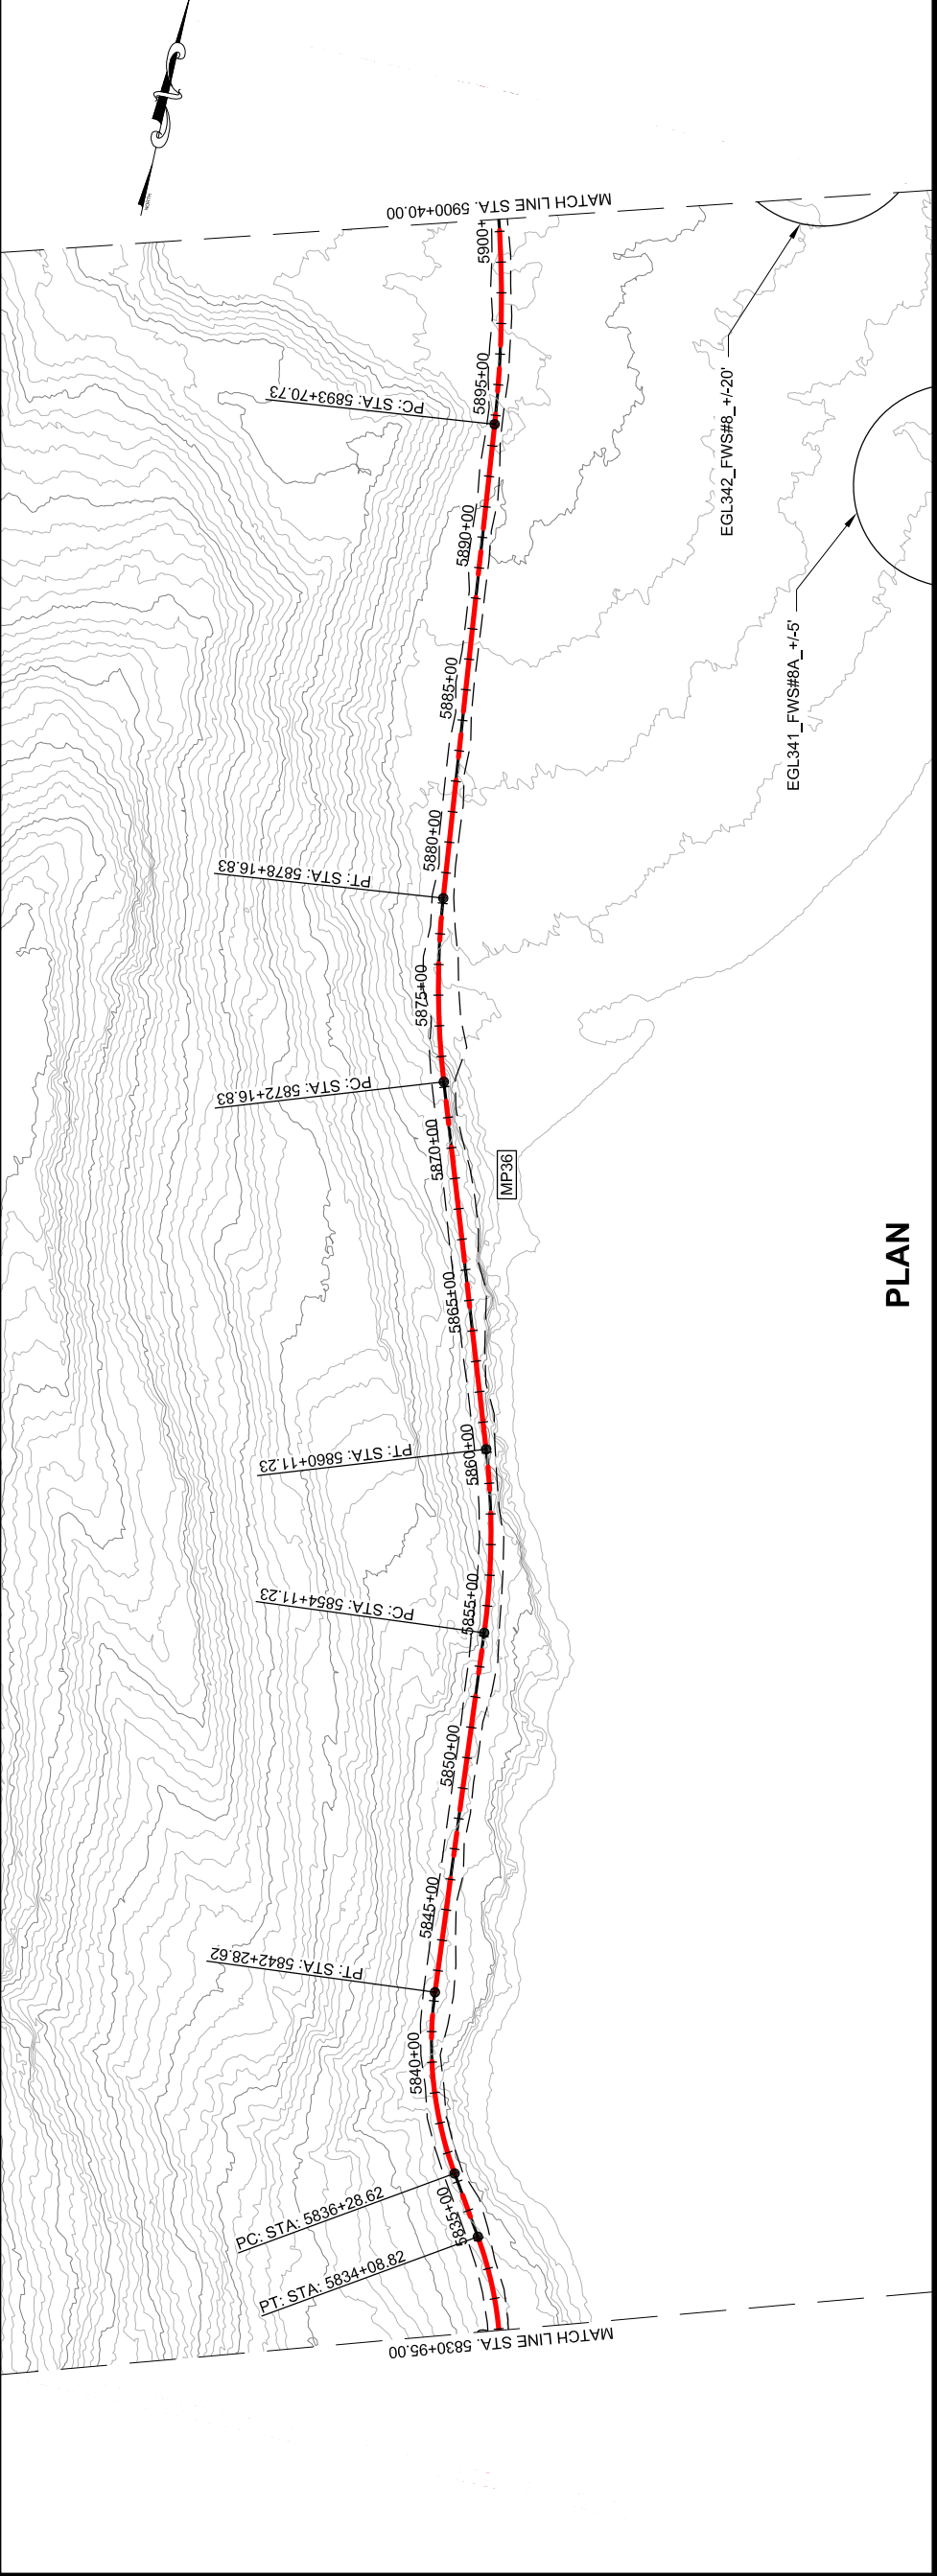 MATCH LINE STA. 5900+40.00
5900+
5895+00
PC: STA: 5893+70.73
EGL342_FWS#8_+/-20'
5890+00
EGL341_FWS#8A_+/-5'
5885+00
5880+00
PT: STA: 5878+16.83
5875+00
PC: STA: 5872+16.83
5870+00
MP36
PLAN
5865+00
5860+00
PT: STA: 5860+11.23
5855+00
PC: STA: 5854+11.23
5850+00
5845+00
PT: STA: 5842+28.62
5840+00
PC: STA: 5836+28.62
5835+00
PT: STA: 5834+08.82
MATCH LINE STA. 5830+95.00